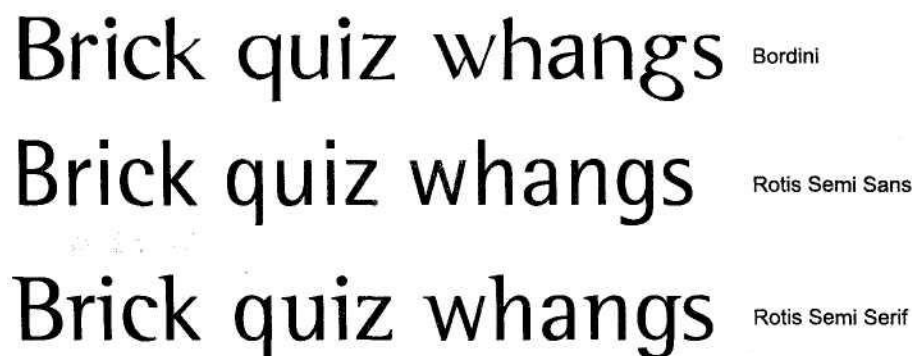 Brick quiz whangs Bordini
Brick quiz whangs Rotis Semi Sans
Brick quiz whangs Rotis Semi Serif